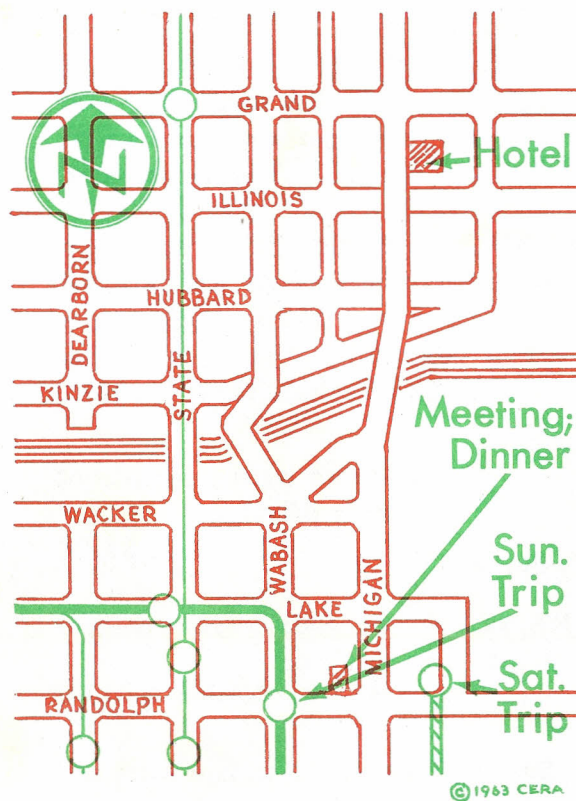 GRAND
Hotel
N
ILLINOIS
DEARBORN
HUBBARD
STATE
KINZIE
Meeting;
Dinner
WACKER
WABASH
Sun.
Trip
MICHIGAN
LAKE
Sat.
Trip
RANDOLPH
© 1963 CERA